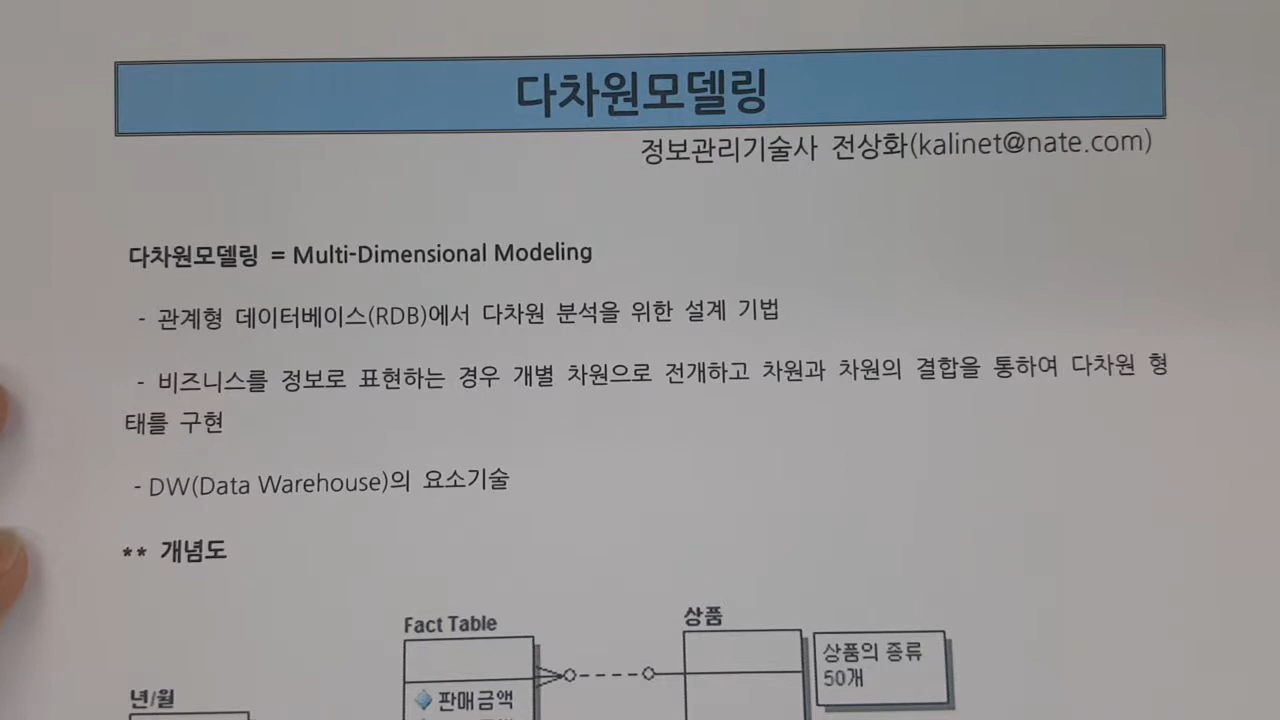 다차원모델링
정보관리기술사 전상화(kalinet@nate.com)
다차원모델링 = Multi-Dimensional Modeling
- 관계형 데이터베이스(RDB)에서 다차원 분석을 위한 설계 기법
- 비즈니스를 정보로 표현하는 경우 개별 차원으로 전개하고 차원과 차원의 결합을 통하여 다차원 형
태를 구현
- DW(Data Warehouse)의 요소기술
** 개념도
Fact Table
상품
상품의 종류
50개
판매금액
년/월